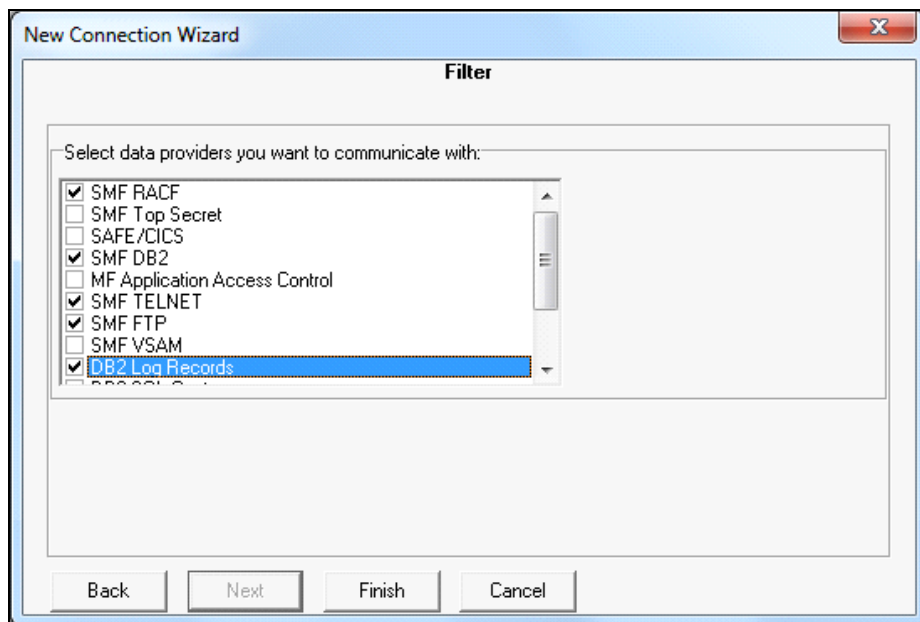 New Connection Wizard
Filter
Select data providers you want to communicate with:
SMF RACF
SMF Top Secret
SAFE/CICS
SMF DB2
MF Application Access Control
SMF TELNET
SMF FTP
SMF VSAM
DB2 Log Records
Back Next Finish Cancel